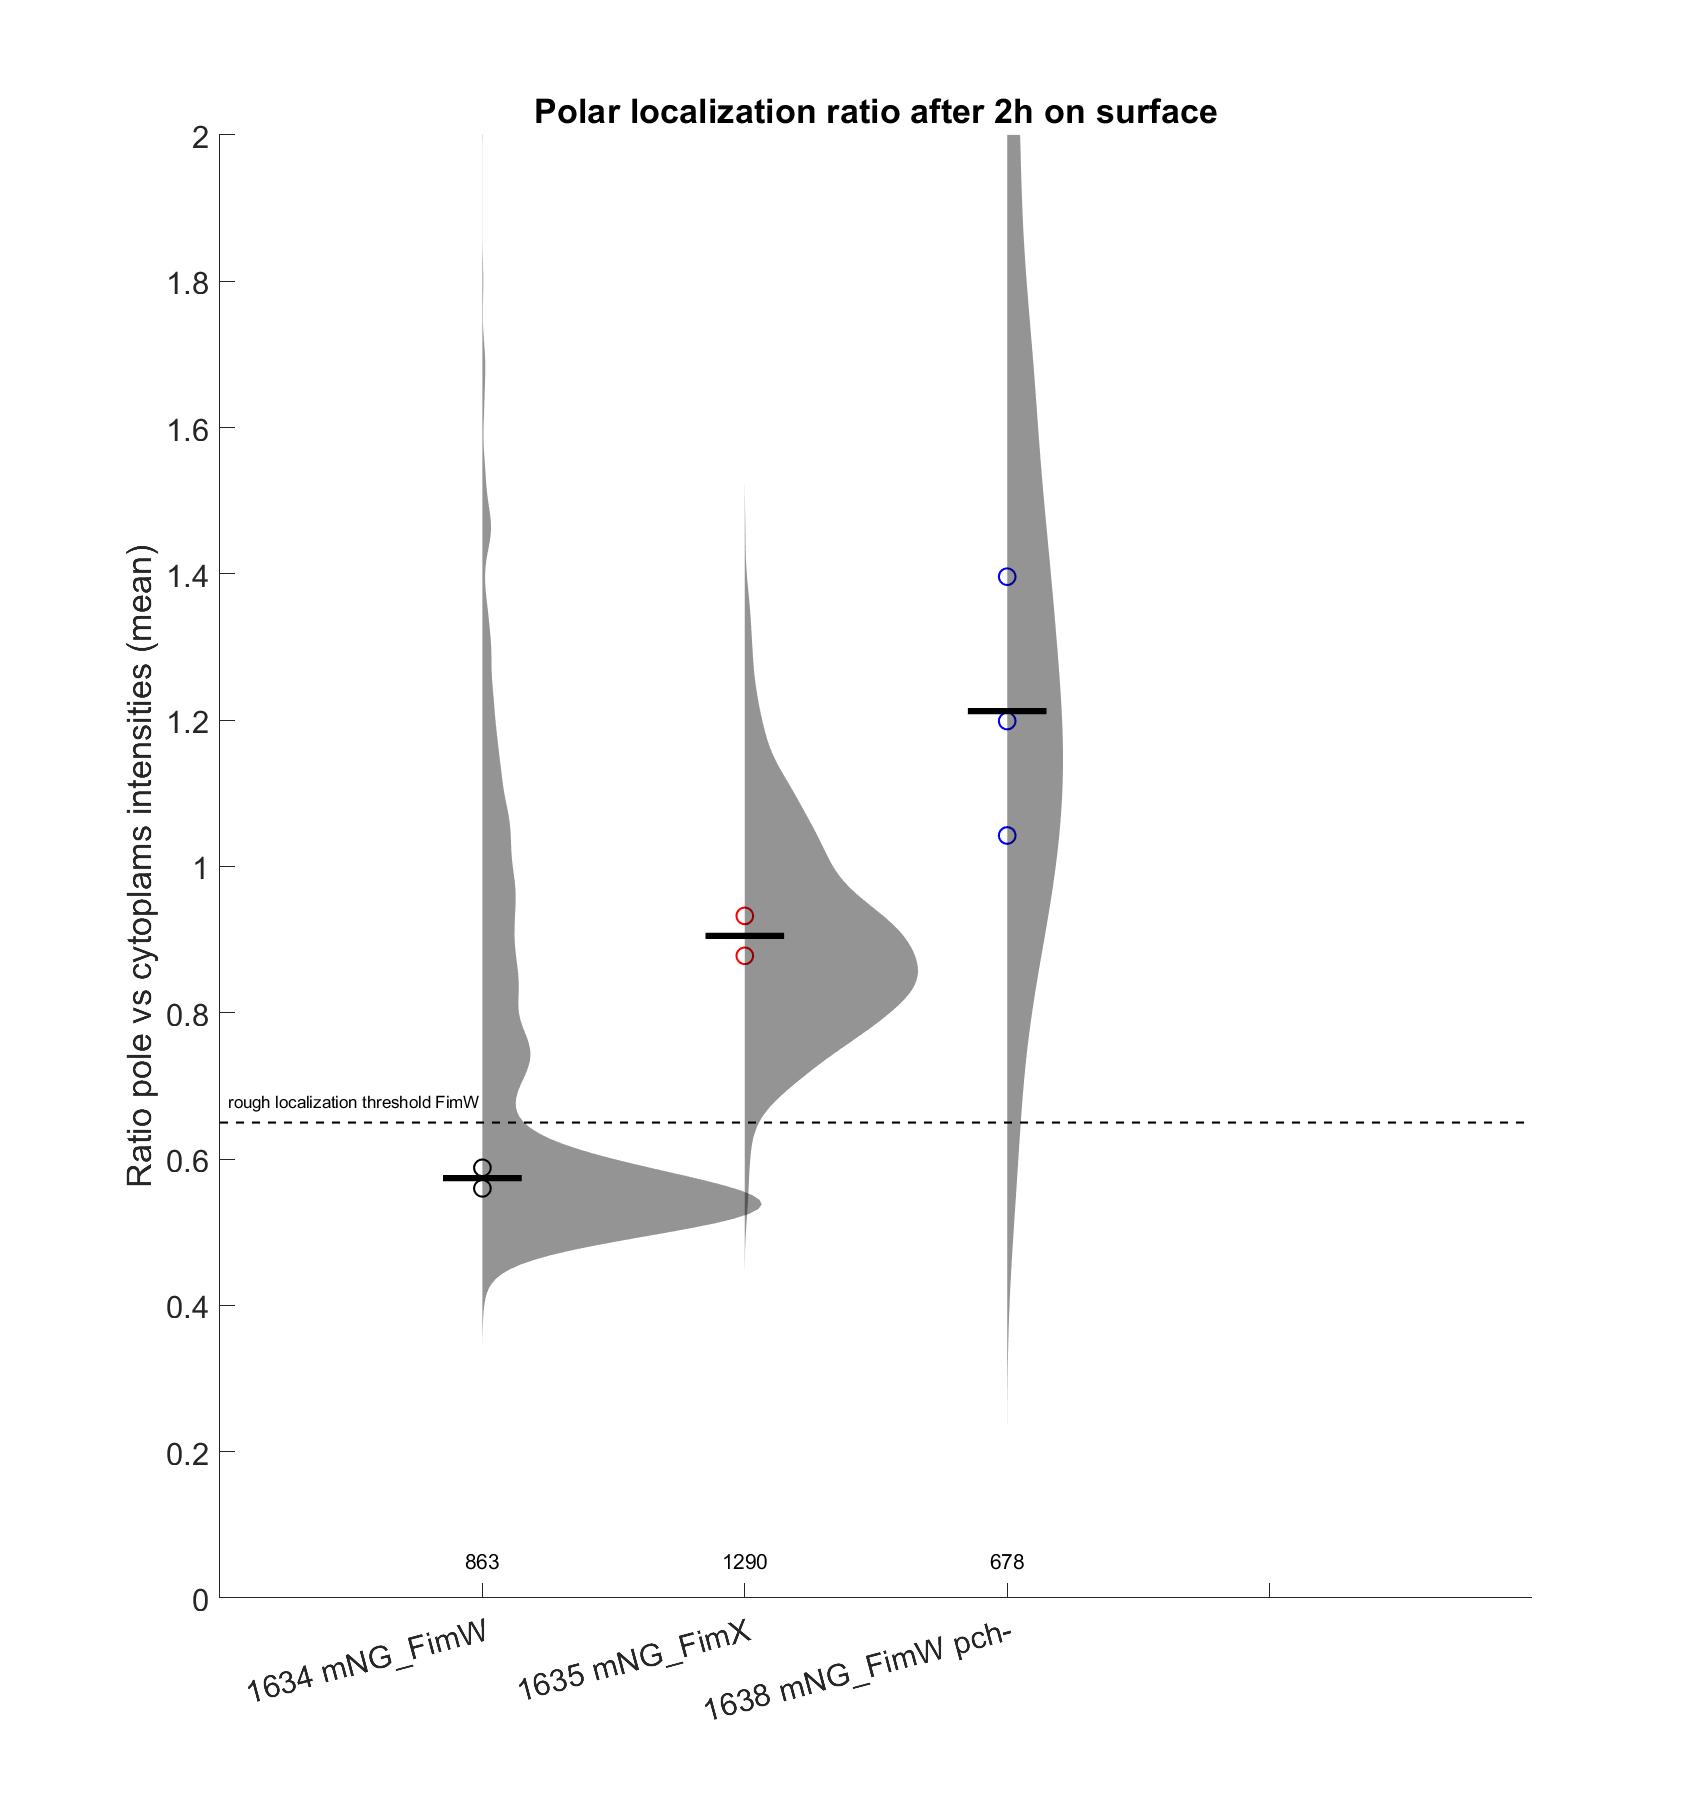 Polar localization ratio after 2h on surface
Ratio pole vs cytoplams intensities (mean)
2
1.8
1.6
1.4
1.2
1
0.8
rough localization threshold FimW
0.6
0.4
0.2
863 1290 678
0
1634 mNG_FimW 1635 mNG_FimX 1638 mNG_FimW pch-